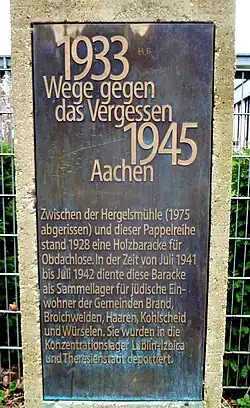 1933
Wege gegen
das Vergessen
1945
Aachen
Zwischen der Hergelsmühle (1975
abgerissen) und dieser Pappelreihe
stand 1928 eine Holzbaracke für
Obdachlose. In der Zeit von Juli 1941
bis Juli 1942 diente diese Baracke
als Sammellager für jüdische Ein-
wohner der Gemeinden Brand,
Broichweiden, Haaren, Kohlscheid
und Würselen. Sie wurden in die
Konzentrationslager Lublin-Izbica
und Theresienstadt deportiert.